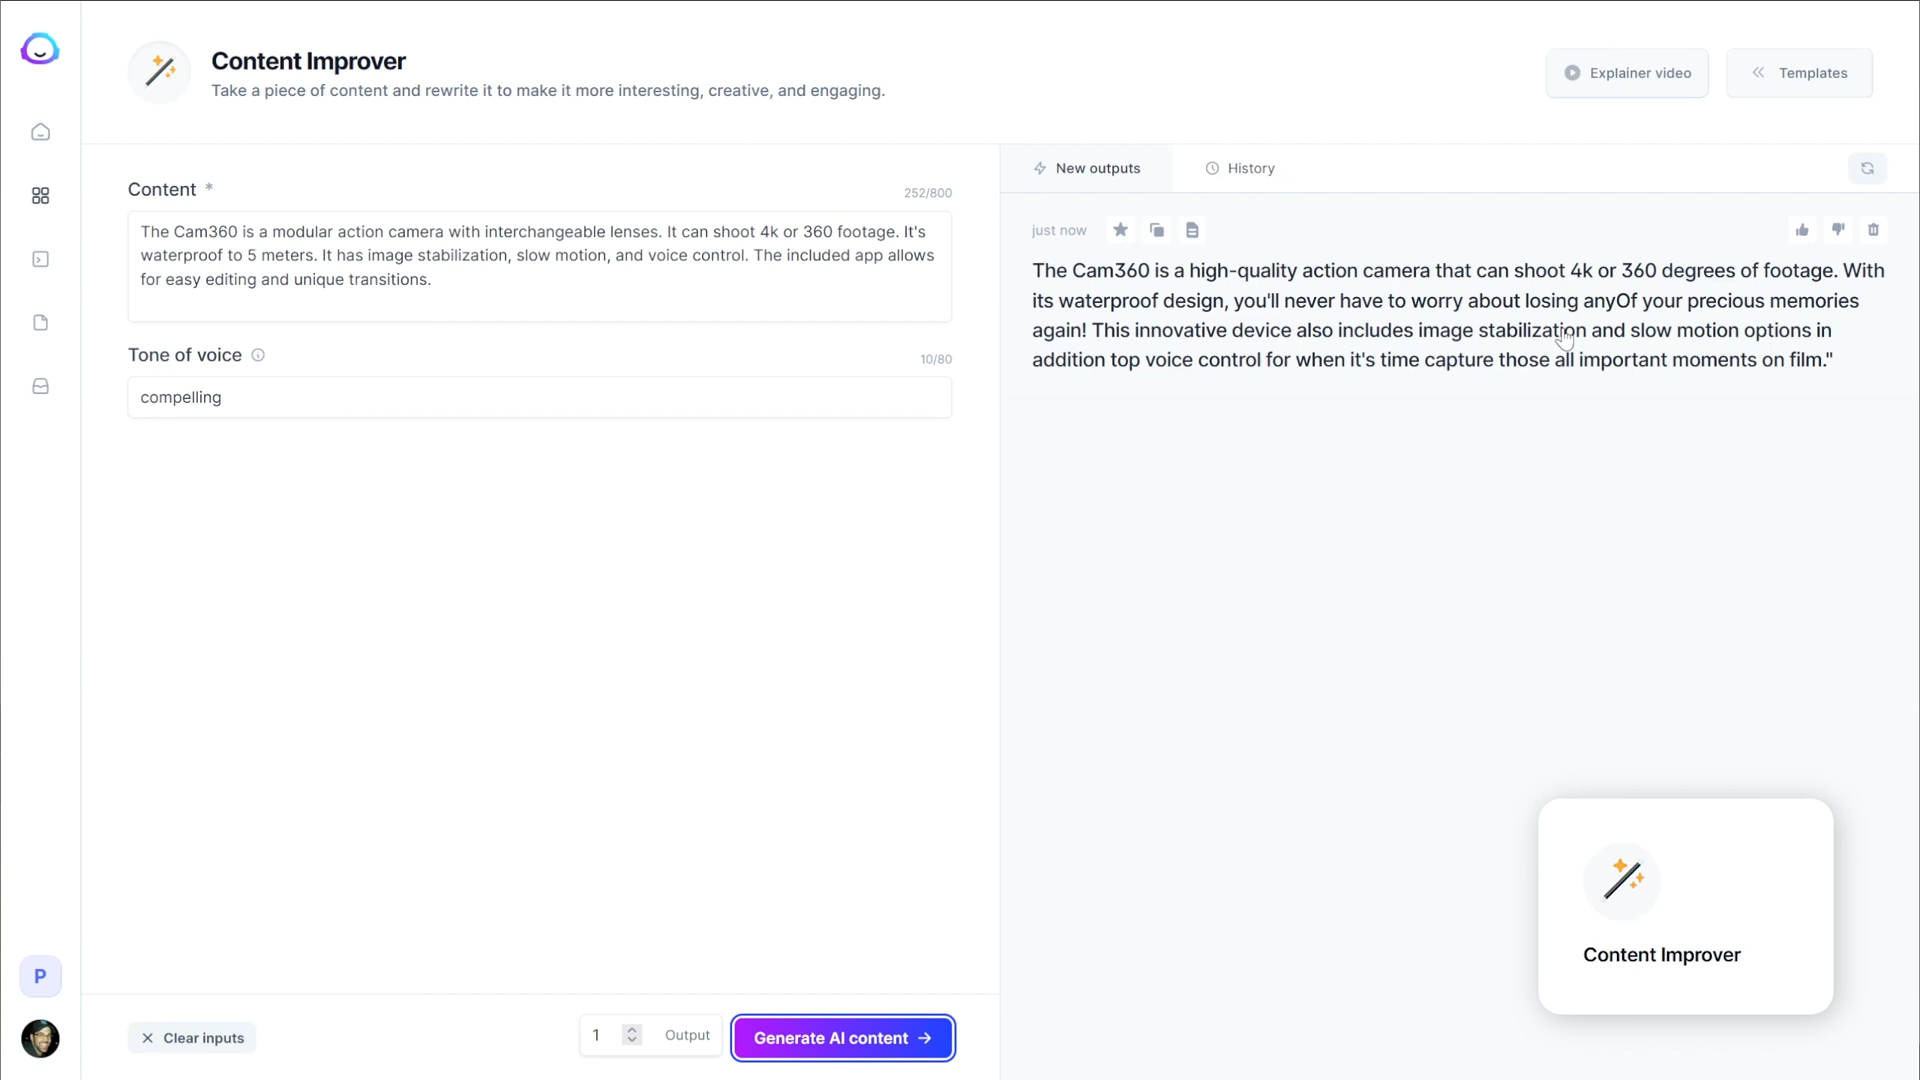 Content Improver
Take a piece of content and rewrite it to make it more interesting, creative, and engaging.
Explainer video
Templates
Content *
252/800
The Cam360 is a modular action camera with interchangeable lenses. It can shoot 4k or 360 footage. It's
waterproof to 5 meters. It has image stabilization, slow motion, and voice control. The included app allows
for easy editing and unique transitions.
Tone of voice
10/80
compelling
New outputs
History
just now
The Cam360 is a high-quality action camera that can shoot 4k or 360 degrees of footage. With
its waterproof design, you'll never have to worry about losing anyOf your precious memories
again! This innovative device also includes image stabilization and slow motion options in
addition top voice control for when it's time capture those all important moments on film."
Content Improver
P
Clear inputs
1
Output
Generate AI content